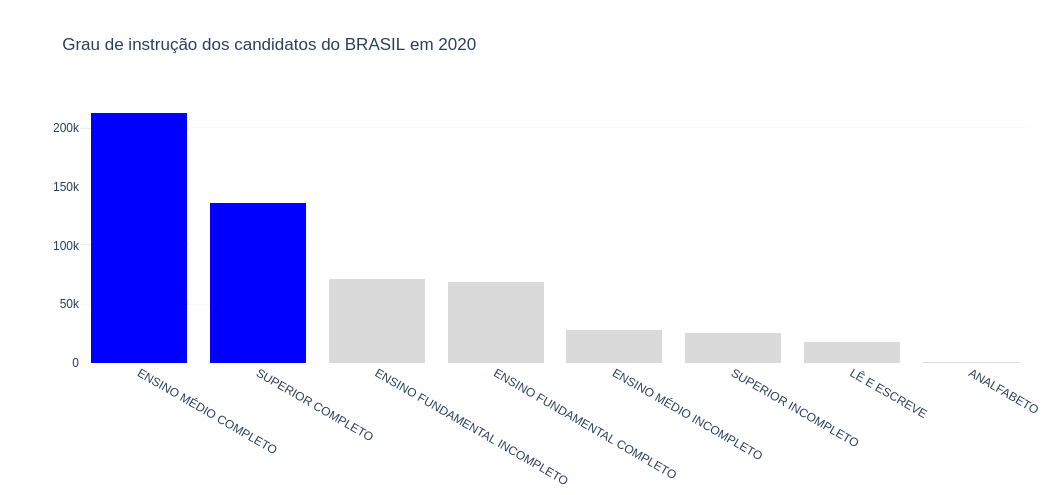 Grau de instrução dos candidatos do BRASIL em 2020
200k
150k
100k
50k
0
ENSINO MÉDIO COMPLETO
SUPERIOR COMPLETO
ENSINO FUNDAMENTAL INCOMPLETO
ENSINO FUNDAMENTAL COMPLETO
ENSINO MÉDIO INCOMPLETO
SUPERIOR INCOMPLETO
LÊ E ESCREVE
ANALFABETO